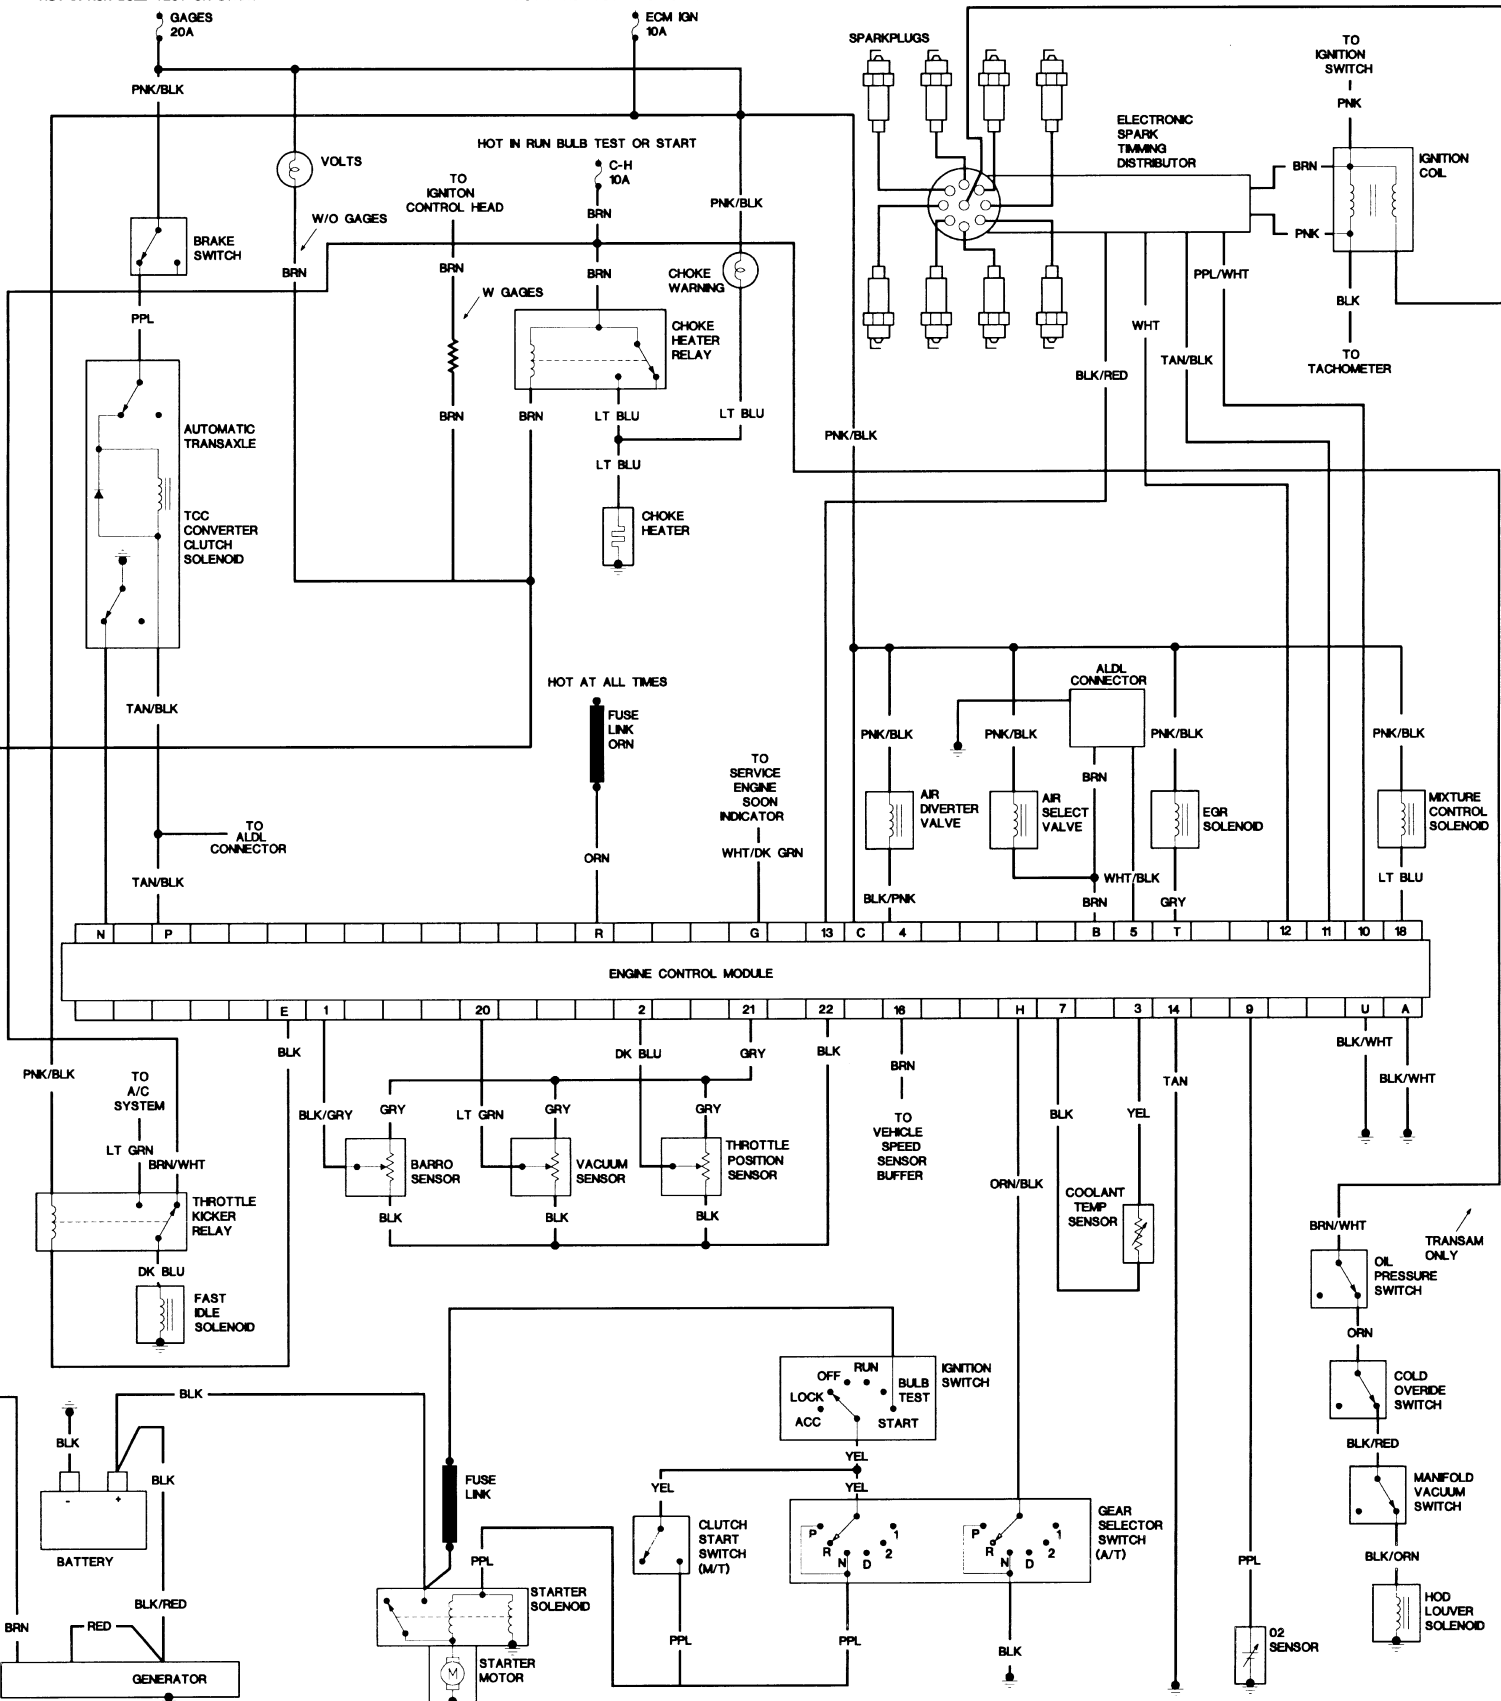 GAGES
20A
ECM IGN
10A
SPARKPLUGS
TO
IGNITION
SWITCH
PNK
PNK/BLK
HOT IN RUN BULB TEST OR START
C-H
10A
ELECTRONIC
SPARK
TIMMING
DISTRIBUTOR
BRN
IGNITION
COIL
VOLTS
TO
IGNITON
CONTROL HEAD
W/O GAGES
BRN
PNK/BLK
PNK
BRAKE
SWITCH
BRN
BRN
BRN
CHOKE
WARNING
PPL/WHT
W GAGES
BLK
PPL
CHOKE
HEATER
RELAY
WHT
TAN/BLK
TO
TACHOMETER
BLK/RED
BRN
BRN
LT BLU
LT BLU
AUTOMATIC
TRANSAXLE
PNK/BLK
LT BLU
TCC
CONVERTER
CLUTCH
SOLENOID
CHOKE
HEATER
HOT AT ALL TIMES
ALDL
CONNECTOR
TAN/BLK
FUSE
LINK
ORN
PNK/BLK
PNK/BLK
PNK/BLK
PNK/BLK
TO
SERVICE
ENGINE
SOON
INDICATOR
BRN
AIR
DIVERTER
VALVE
AIR
SELECT
VALVE
EGR
SOLENOID
MIXTURE
CONTROL
SOLENOID
TO
ALDL
CONNECTOR
ORN
WHT/DK GRN
TAN/BLK
BLK/PNK
WHT/BLK
BRN
GRY
LT BLU
N P R G 13 C 4 B 5 T 12 11 10 18
ENGINE CONTROL MODULE
E 1 20 2 21 22 16 H 7 3 14 9 U A
BLK
DK BLU
GRY
BLK
BRN
BLK/WHT
PNK/BLK
TO
A/C
SYSTEM
TAN
BLK/WHT
BLK/GRY
GRY
LT GRN
GRY
GRY
BLK
YEL
TO
VEHICLE
SPEED
SENSOR
BUFFER
LT GRN
BRN/WHT
BARRO
SENSOR
VACUUM
SENSOR
THROTTLE
POSITION
SENSOR
ORN/BLK
COOLANT
TEMP
SENSOR
THROTTLE
KICKER
RELAY
BLK
BLK
BLK
BRN/WHT
TRANSAM
ONLY
DK BLU
OIL
PRESSURE
SWITCH
FAST
IDLE
SOLENOID
ORN
IGNITION
SWITCH
RUN
OFF
BULB
TEST
LOCK
ACC
START
COLD
OVERIDE
SWITCH
BLK
BLK
BLK
YEL
BLK/RED
FUSE
LINK
YEL
YEL
MANIFOLD
VACUUM
SWITCH
-
+
BATTERY
CLUTCH
START
SWITCH
(M/T)
P R N D 2 1
P R N D 2 1
GEAR
SELECTOR
SWITCH
(A/T)
PPL
PPL
BLK/ORN
BLK/RED
STARTER
SOLENOID
HOD
LOUVER
SOLENOID
BRN
RED
PPL
PPL
BLK
O2
SENSOR
GENERATOR
M
STARTER
MOTOR